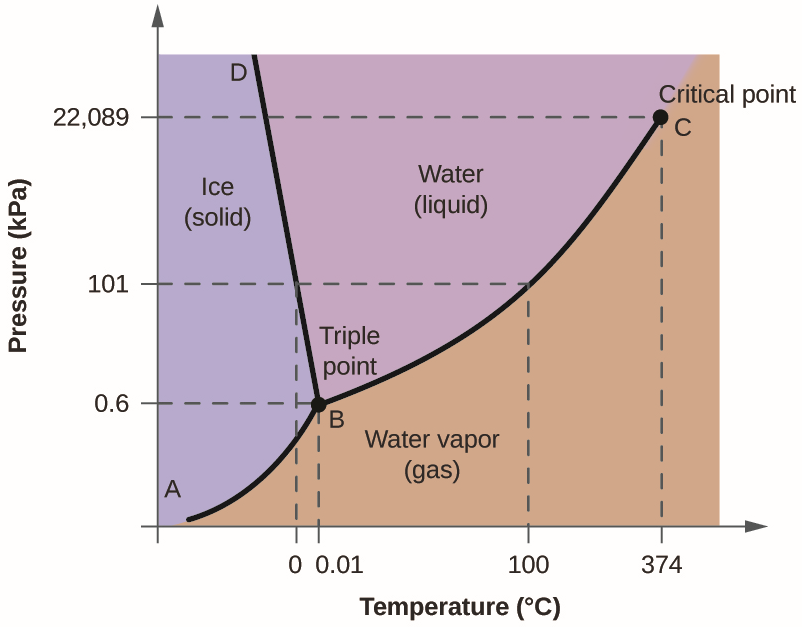 D
Critical point
22,089
C
Ice
(solid)
Water
(liquid)
Pressure (kPa)
101
Triple
point
0.6
B
Water vapor
(gas)
A
0 0.01 100 374
Temperature (°C)